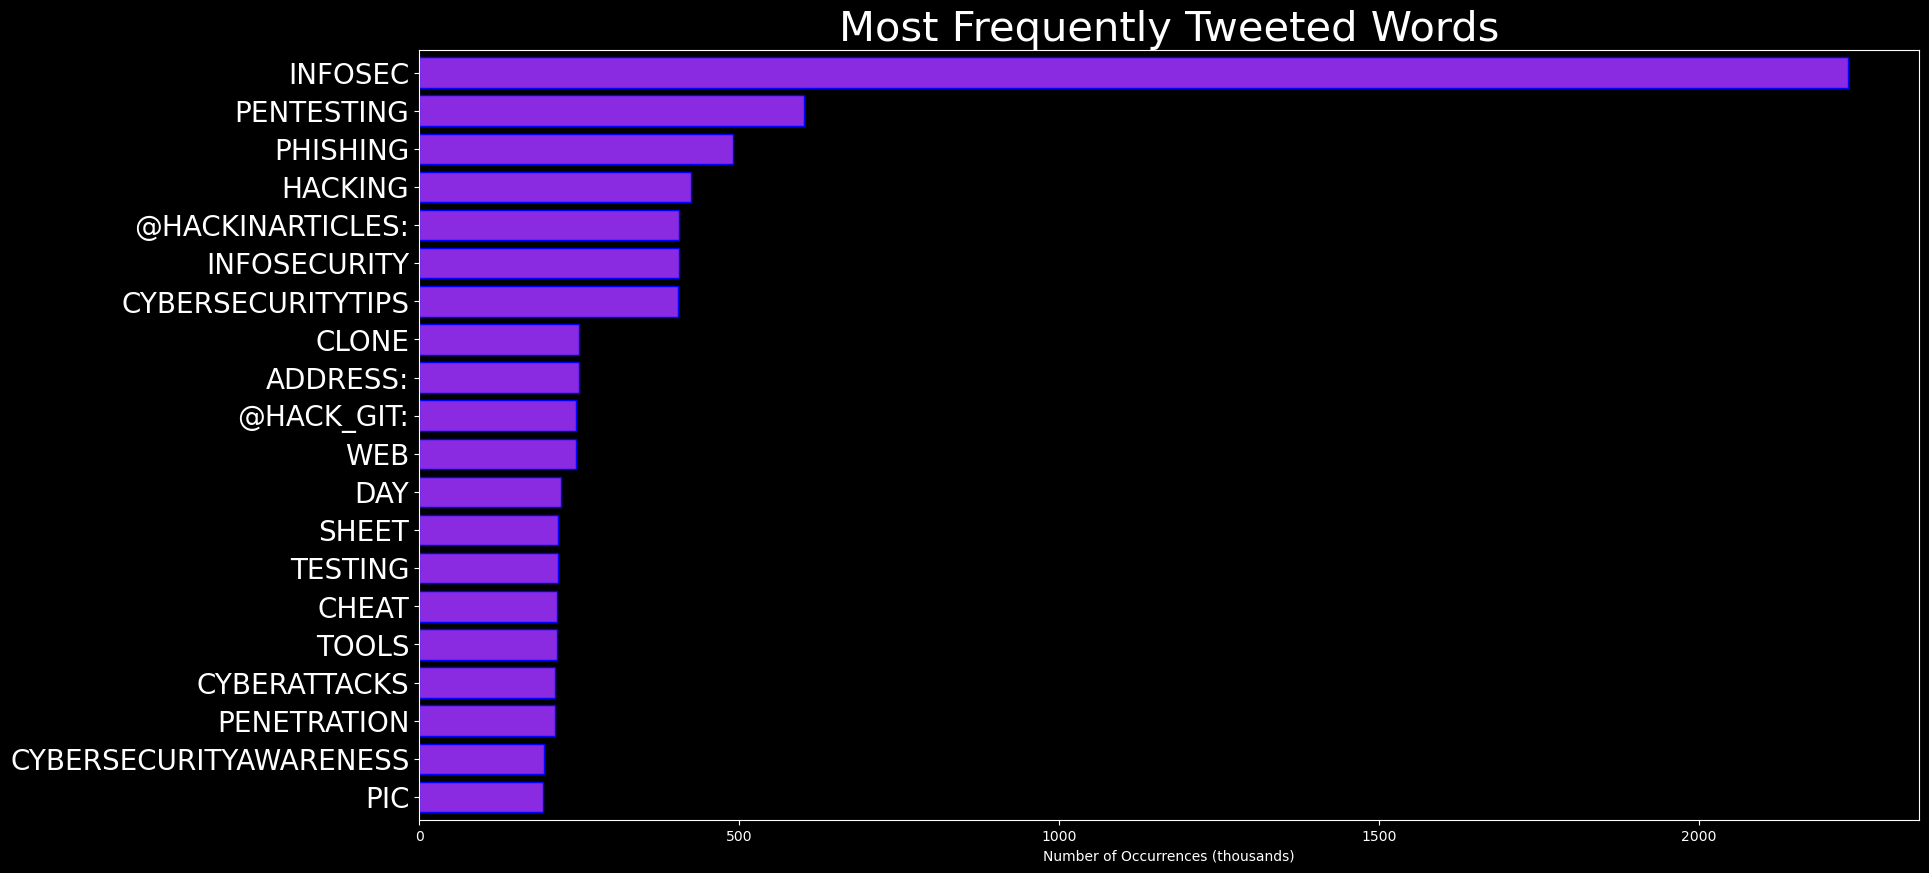 Most Frequently Tweeted Words
INFOSEC
PENTESTING
PHISHING
HACKING
@HACKINARTICLES:
INFOSECURITY
CYBERSECURITYTIPS
CLONE
ADDRESS:
@HACK_GIT:
WEB
DAY
SHEET
TESTING
CHEAT
TOOLS
CYBERATTACKS
PENETRATION
CYBERSECURITYAWARENESS
PIC
0 500 1000 1500 2000
Number of Occurrences (thousands)